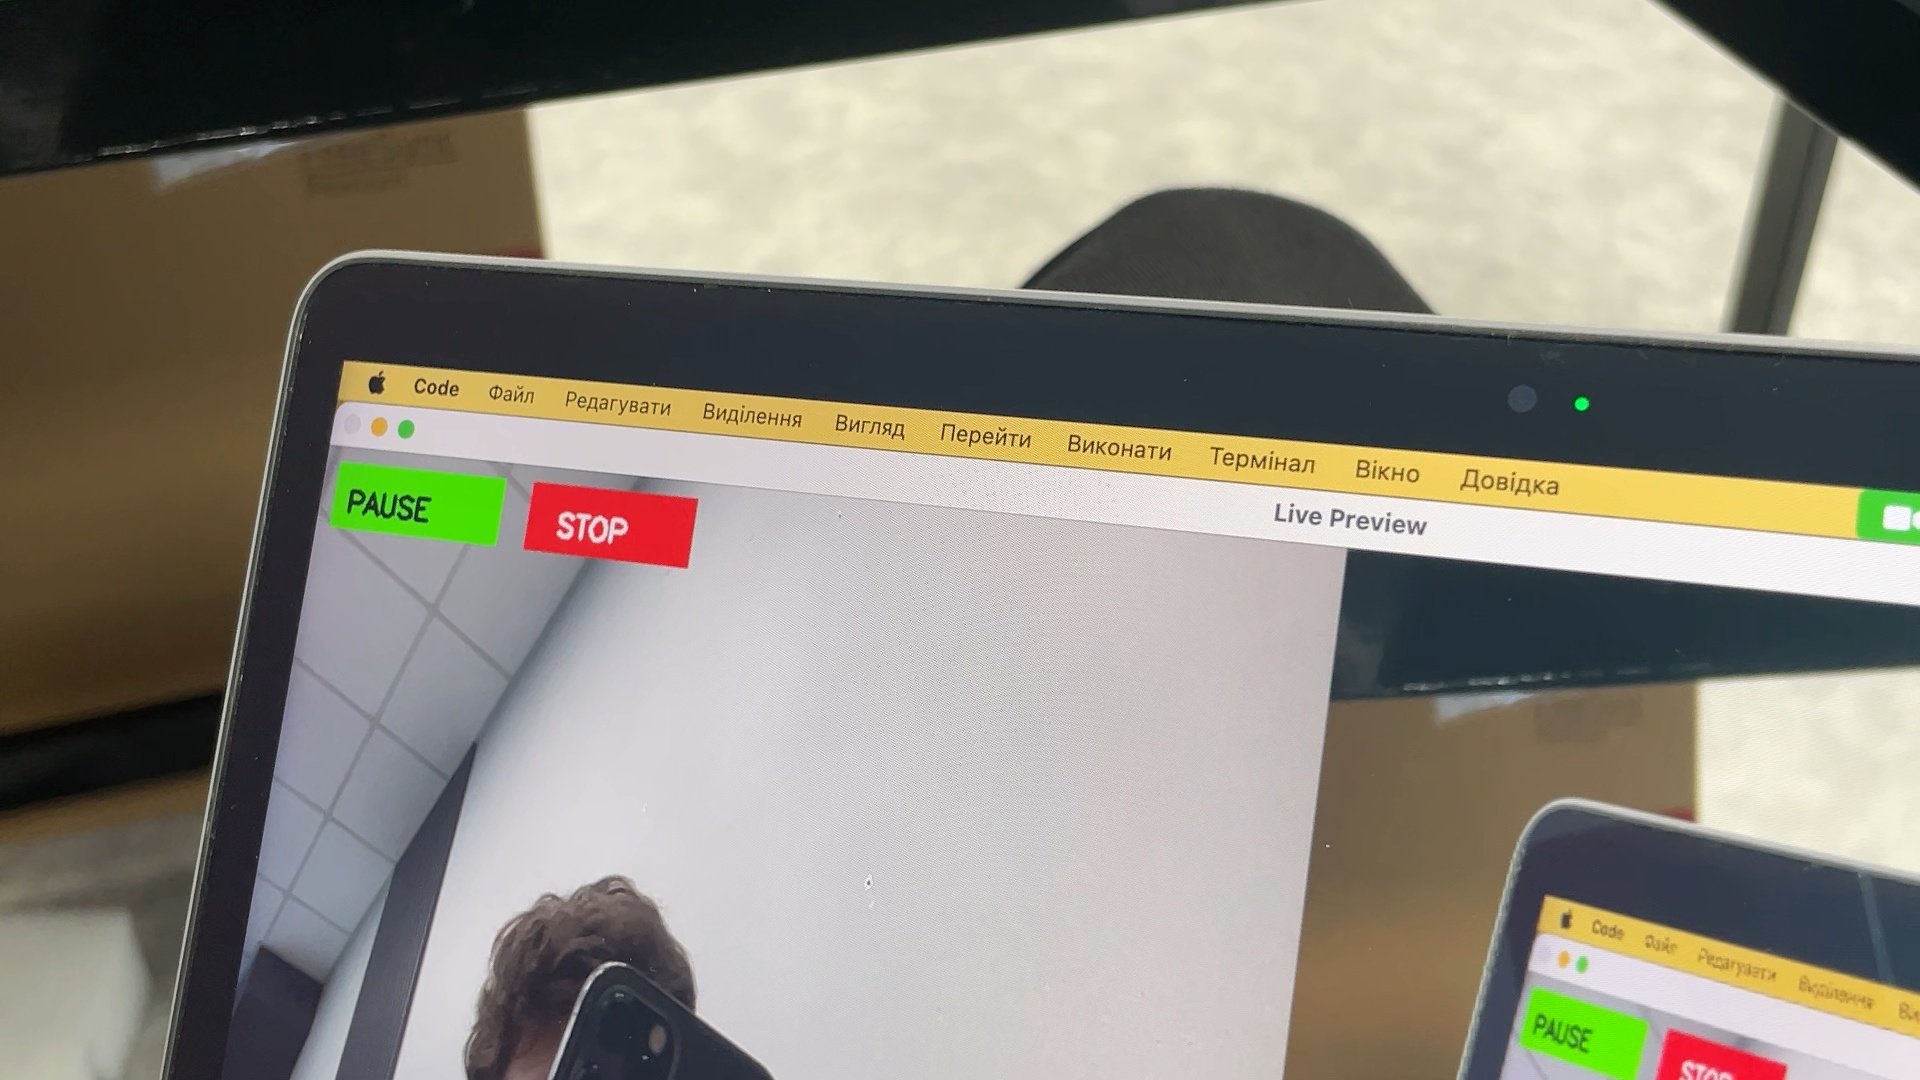 Code Файл Редагувати Виділення Вигляд Перейти Виконати Термінал Вікно Довідка
Live Preview
PAUSE STOP
Code Файл Редагувати Виділення
PAUSE STOP